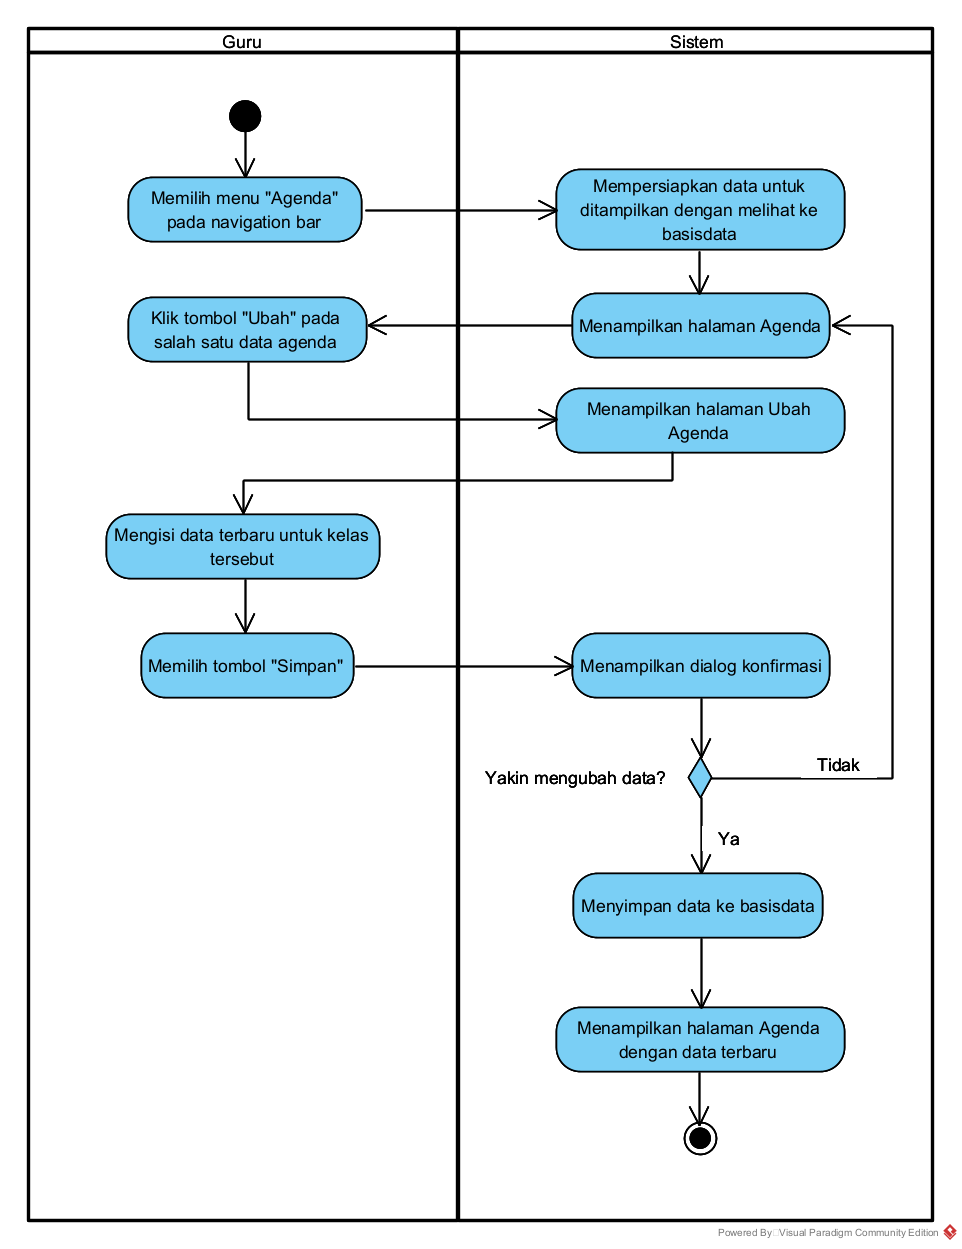 Guru
Sistem
Memilih menu "Agenda"
pada navigation bar
Mempersiapkan data untuk
ditampilkan dengan melihat ke
basisdata
Menampilkan halaman Agenda
Klik tombol "Ubah" pada
salah satu data agenda
Menampilkan halaman Ubah
Agenda
Mengisi data terbaru untuk kelas
tersebut
Memilih tombol "Simpan"
Menampilkan dialog konfirmasi
Yakin mengubah data?
Tidak
Ya
Menyimpan data ke basisdata
Menampilkan halaman Agenda
dengan data terbaru
Powered By Visual Paradigm Community Edition